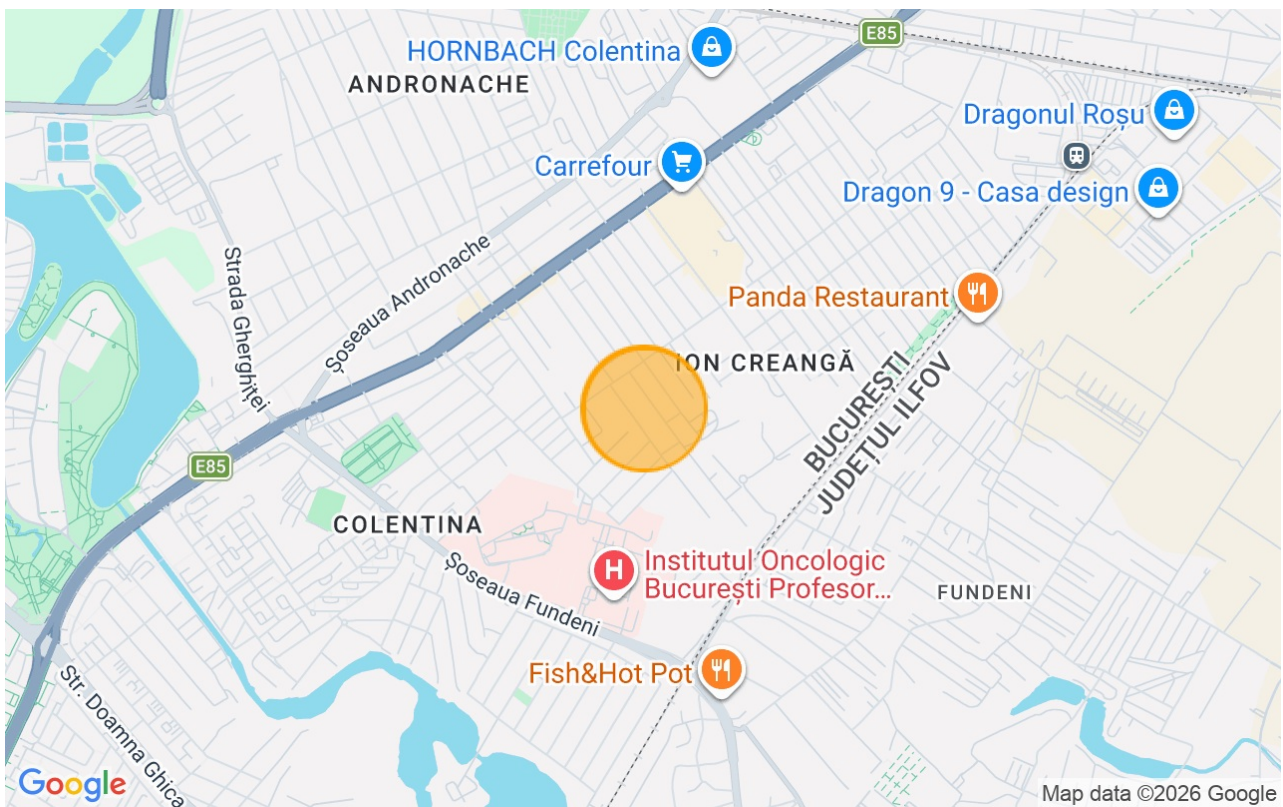 E85
HORNBACH Colentina
ANDRONACHE
Dragonul Roșu
Carrefour
Dragon 9 - Casa design
Strada Gherghiței
Șoseaua Andronache
Panda Restaurant
ION CREANGĂ
BUCUREȘTI
JUDEȚUL ILFOV
E85
COLENTINA
Șoseaua Fundeni
H
Institutul Oncologic
București Profesor...
FUNDENI
Fish&Hot Pot
Str. Doamna Ghica
Google
Map data ©2026 Google